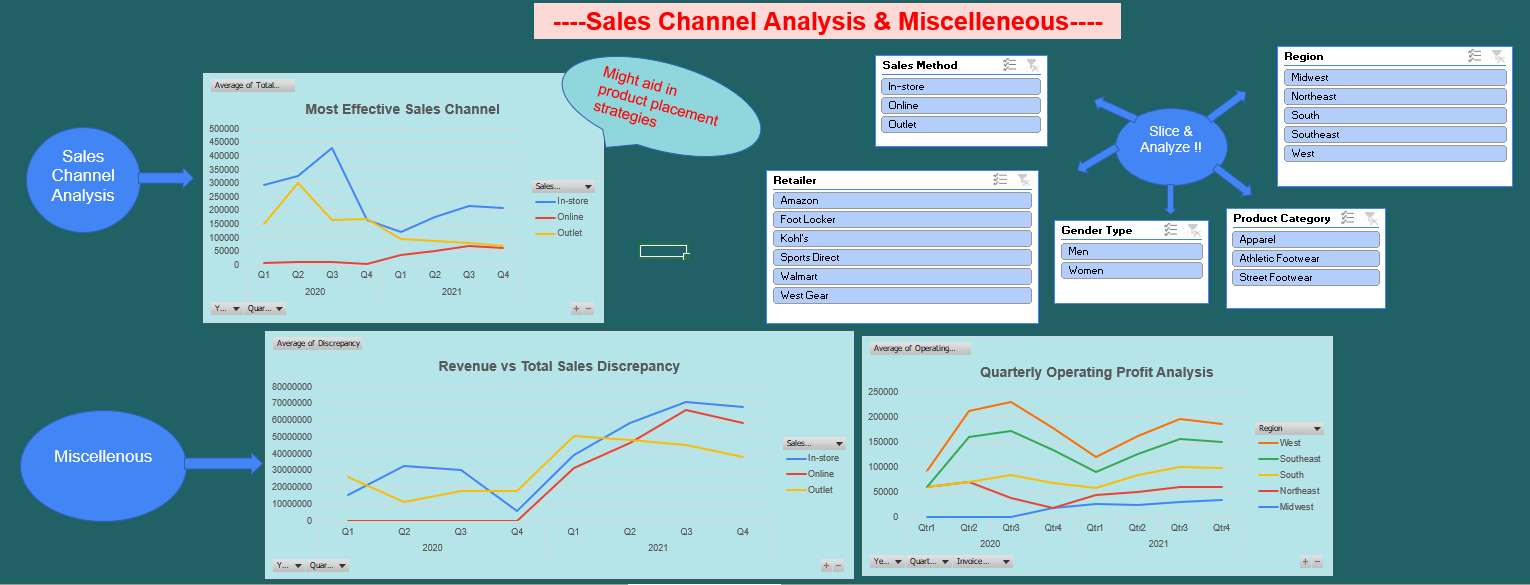 ----Sales Channel Analysis & Miscelleneous----
Sales
Channel
Analysis
Average of Total...
Most Effective Sales Channel
500000
450000
400000
350000
300000
250000
200000
150000
100000
50000
0
Q1 Q2 Q3 Q4 Q1 Q2 Q3 Q4
2020 2021
Sales...
In-store
Online
Outlet
Y... Quar...
+ −
Might aid in
product placement
strategies
Sales Method
In-store
Online
Outlet
Retailer
Amazon
Foot Locker
Kohl's
Sports Direct
Walmart
West Gear
Slice &
Analyze !!
Region
Midwest
Northeast
South
Southeast
West
Gender Type
Men
Women
Product Category
Apparel
Athletic Footwear
Street Footwear
Miscellenous
Average of Discrepancy
Revenue vs Total Sales Discrepancy
80000000
70000000
60000000
50000000
40000000
30000000
20000000
10000000
0
Q1 Q2 Q3 Q4 Q1 Q2 Q3 Q4
2020 2021
Sales...
In-store
Online
Outlet
Y... Quar...
+ −
Average of Operating...
Quarterly Operating Profit Analysis
250000
200000
150000
100000
50000
0
Qtr1 Qtr2 Qtr3 Qtr4 Qtr1 Qtr2 Qtr3 Qtr4
2020 2021
Region
West
Southeast
South
Northeast
Midwest
Ye... Quart... Invoice...
+ −